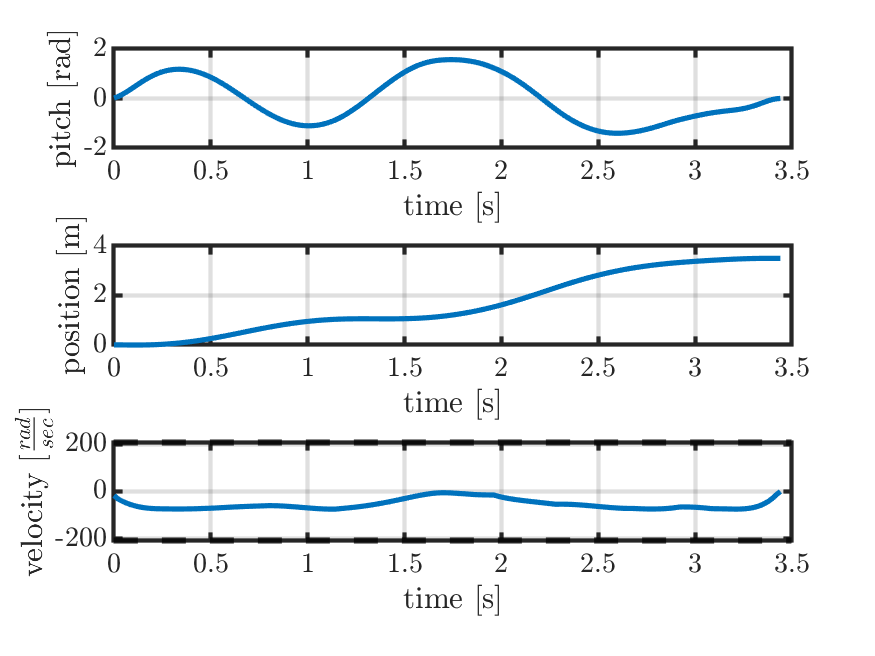 pitch [rad]
2
0
-2
0 0.5 1 1.5 2 2.5 3 3.5
time [s]
position [m]
4
2
0
0 0.5 1 1.5 2 2.5 3 3.5
time [s]
velocity [rad/sec]
200
0
-200
0 0.5 1 1.5 2 2.5 3 3.5
time [s]